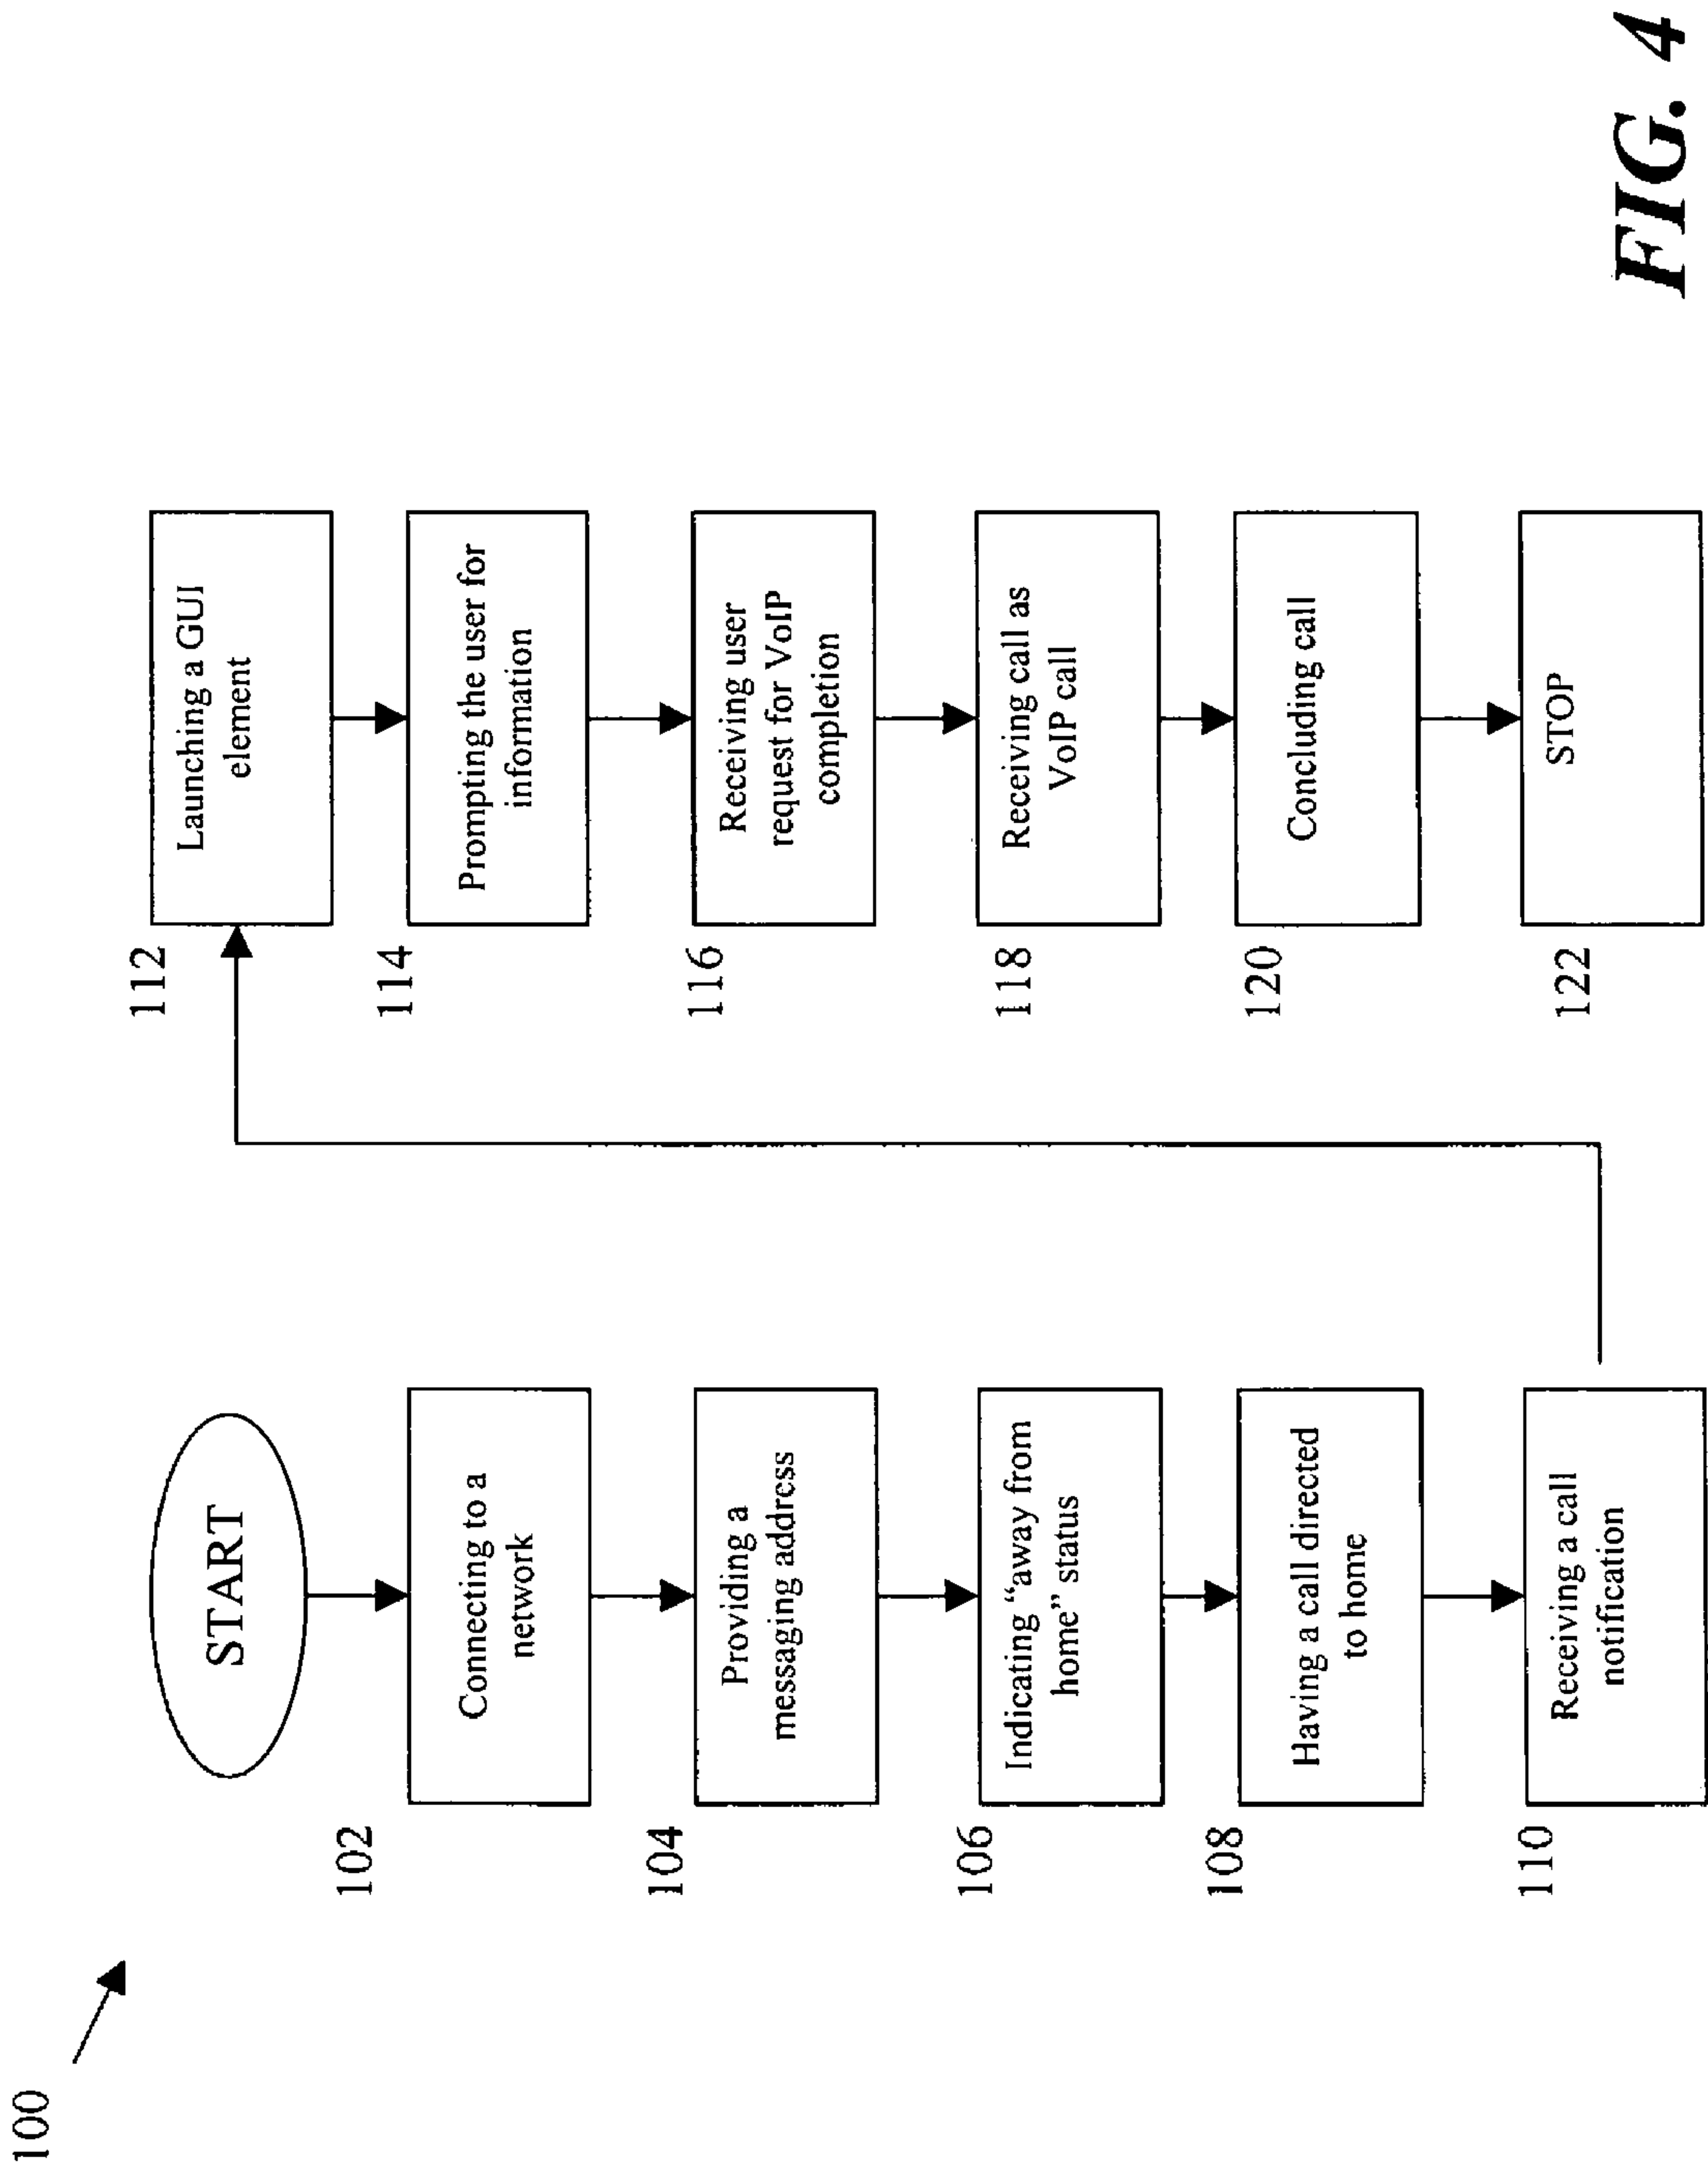 100
START
102
Connecting to a
network
104
Providing a
messaging address
106
Indicating “away from
home” status
108
Having a call directed
to home
110
Receiving a call
notification
112
Launching a GUI
element
114
Prompting the user for
information
116
Receiving user
request for VoIP
completion
118
Receiving call as
VoIP call
120
Concluding call
122
STOP
FIG. 4